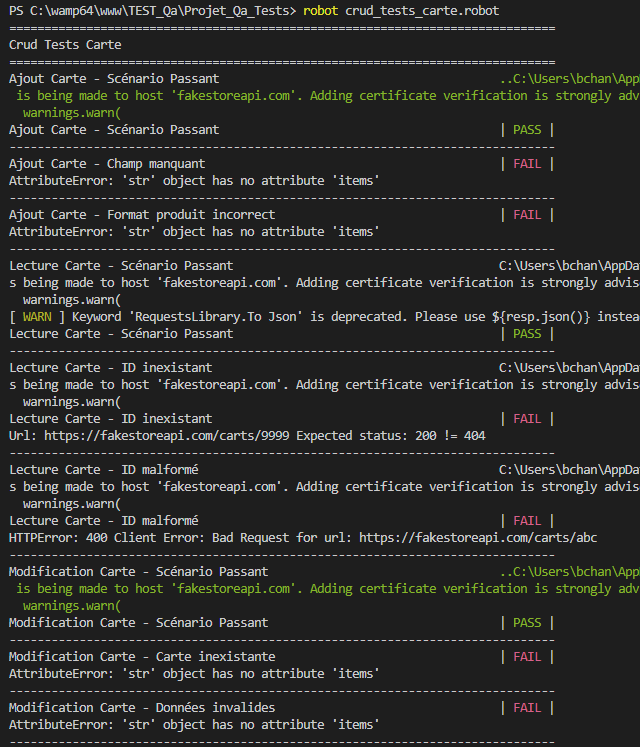 PS C:\wamp64\www\TEST_Qa\Projet_Qa_Tests> robot crud_tests_carte.robot
==============================================================================
Crud Tests Carte
==============================================================================
Ajout Carte - Scénario Passant ..C:\Users\bchan\AppD
is being made to host 'fakestoreapi.com'. Adding certificate verification is strongly adv
warnings.warn(
Ajout Carte - Scénario Passant | PASS |
------------------------------------------------------------------------------
Ajout Carte - Champ manquant | FAIL |
AttributeError: 'str' object has no attribute 'items'
------------------------------------------------------------------------------
Ajout Carte - Format produit incorrect | FAIL |
AttributeError: 'str' object has no attribute 'items'
------------------------------------------------------------------------------
Lecture Carte - Scénario Passant C:\Users\bchan\AppDa
s being made to host 'fakestoreapi.com'. Adding certificate verification is strongly advis
warnings.warn(
[ WARN ] Keyword 'RequestsLibrary.To Json' is deprecated. Please use ${resp.json()} instea
Lecture Carte - Scénario Passant | PASS |
------------------------------------------------------------------------------
Lecture Carte - ID inexistant C:\Users\bchan\AppDa
s being made to host 'fakestoreapi.com'. Adding certificate verification is strongly advis
warnings.warn(
Lecture Carte - ID inexistant | FAIL |
Url: https://fakestoreapi.com/carts/9999 Expected status: 200 != 404
------------------------------------------------------------------------------
Lecture Carte - ID malformé C:\Users\bchan\AppDa
s being made to host 'fakestoreapi.com'. Adding certificate verification is strongly advis
warnings.warn(
Lecture Carte - ID malformé | FAIL |
HTTPError: 400 Client Error: Bad Request for url: https://fakestoreapi.com/carts/abc
------------------------------------------------------------------------------
Modification Carte - Scénario Passant ..C:\Users\bchan\App
is being made to host 'fakestoreapi.com'. Adding certificate verification is strongly adv
warnings.warn(
Modification Carte - Scénario Passant | PASS |
------------------------------------------------------------------------------
Modification Carte - Carte inexistante | FAIL |
AttributeError: 'str' object has no attribute 'items'
------------------------------------------------------------------------------
Modification Carte - Données invalides | FAIL |
AttributeError: 'str' object has no attribute 'items'
------------------------------------------------------------------------------